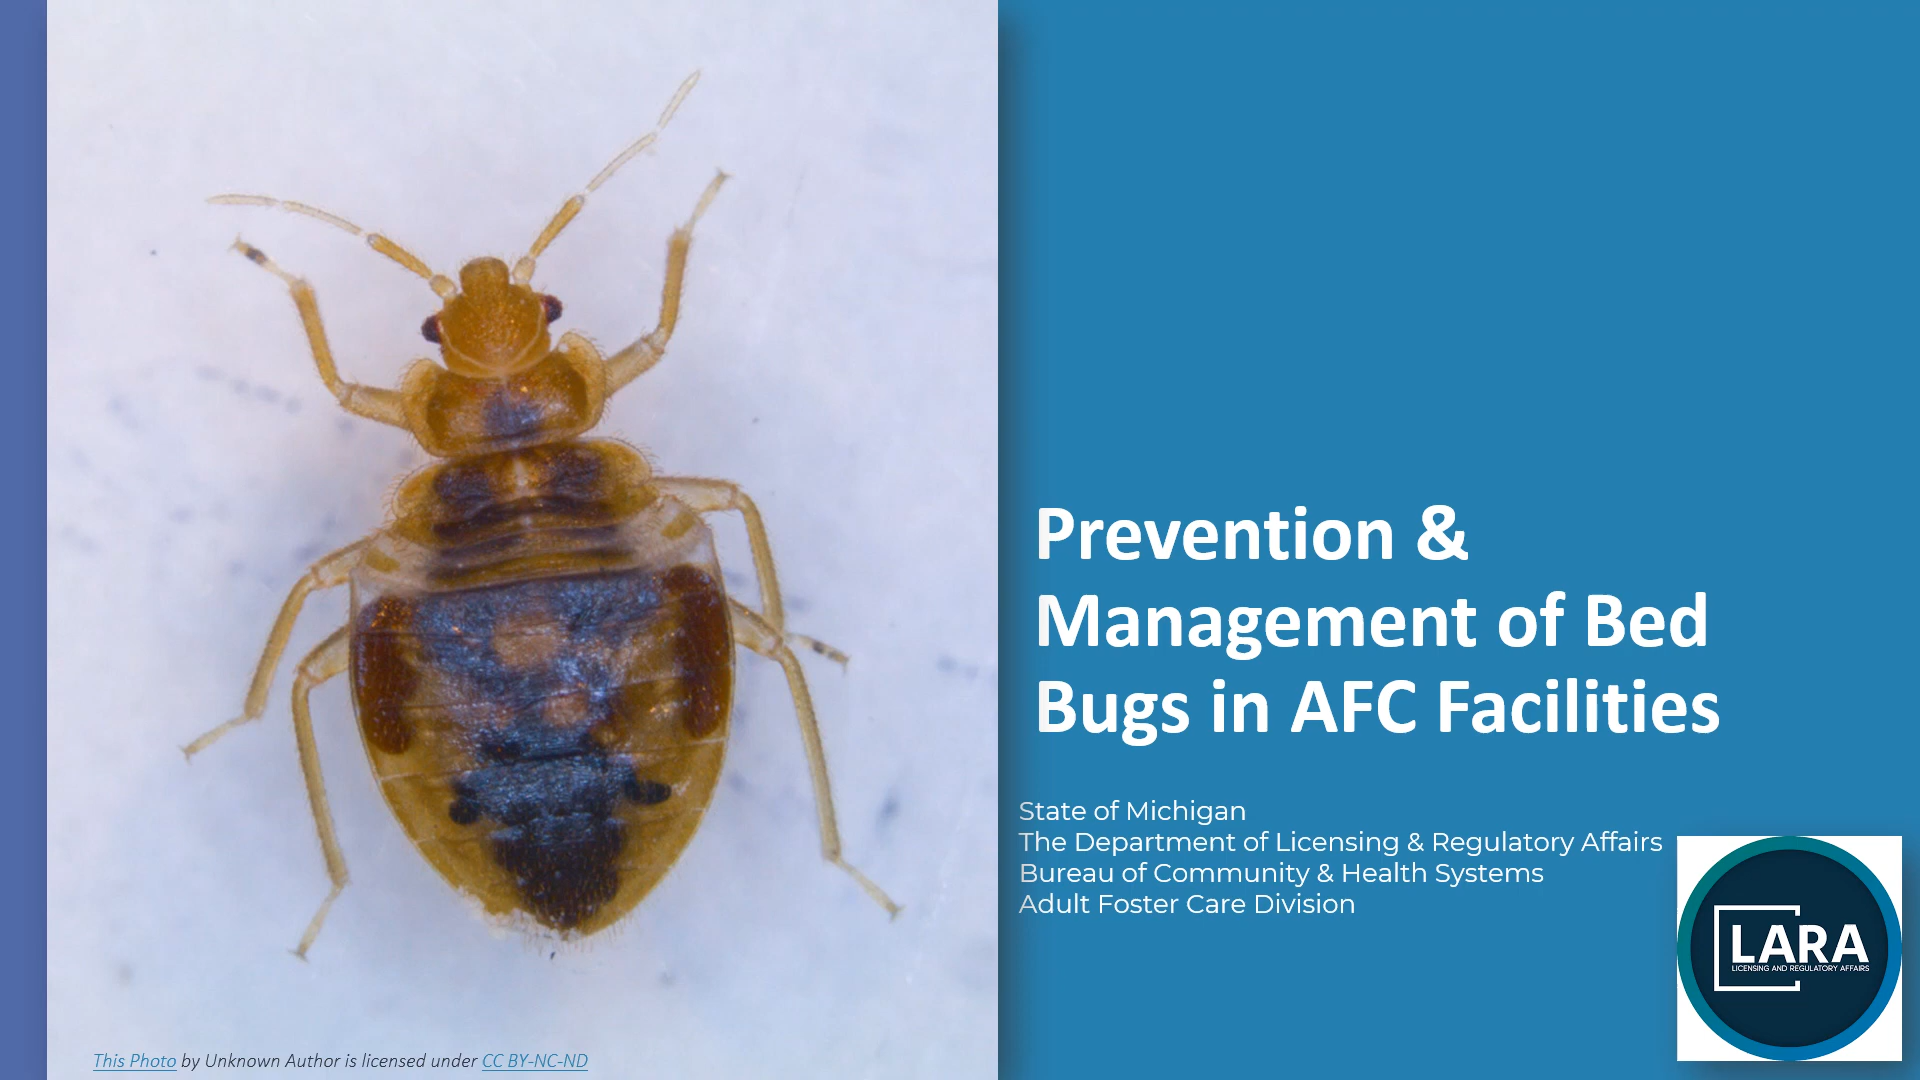 Prevention &
Management of Bed
Bugs in AFC Facilities
State of Michigan
The Department of Licensing & Regulatory Affairs
Bureau of Community & Health Systems
Adult Foster Care Division
LARA
LICENSING AND REGULATORY AFFAIRS
This Photo by Unknown Author is licensed under CC BY-NC-ND